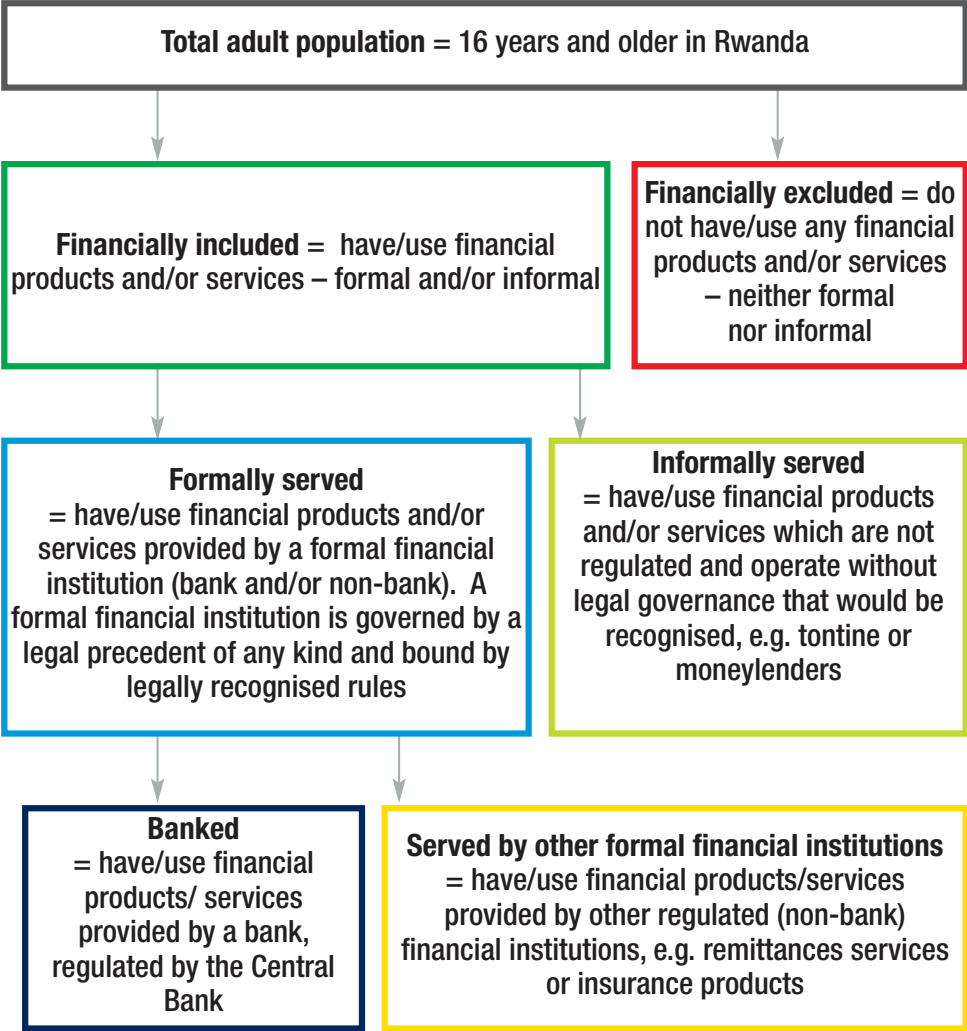 Total adult population = 16 years and older in Rwanda
Financially included = have/use financial
products and/or services – formal and/or informal
Financially excluded = do
not have/use any financial
products and/or services
– neither formal
nor informal
Formally served
= have/use financial products and/or
services provided by a formal financial
institution (bank and/or non-bank). A
formal financial institution is governed by a
legal precedent of any kind and bound by
legally recognised rules
Informally served
= have/use financial products
and/or services which are not
regulated and operate without
legal governance that would be
recognised, e.g. tontine or
moneylenders
Banked
= have/use financial
products/ services
provided by a bank,
regulated by the Central
Bank
Served by other formal financial institutions
= have/use financial products/services
provided by other regulated (non-bank)
financial institutions, e.g. remittances services
or insurance products